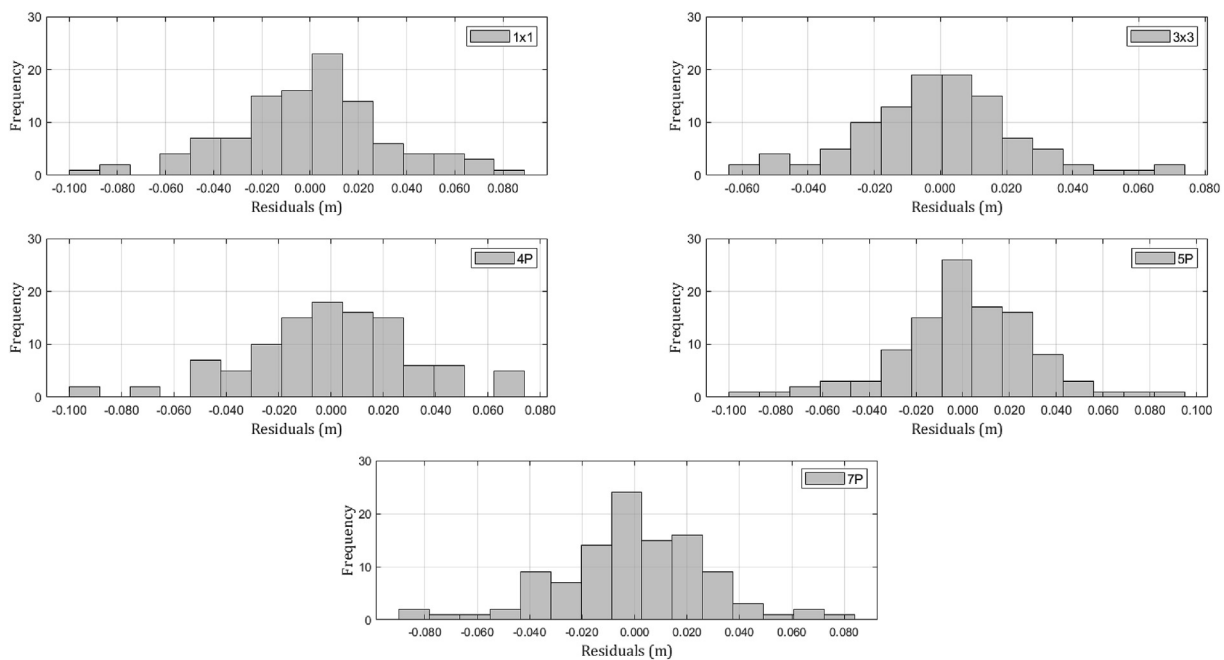 30
20
10
0
Frequency
1x1
-0.100 -0.080 -0.060 -0.040 -0.020 0.000 0.020 0.040 0.060 0.080
Residuals (m)
30
20
10
0
Frequency
3x3
-0.060 -0.040 -0.020 0.000 0.020 0.040 0.060 0.080
Residuals (m)
30
20
10
0
Frequency
4P
-0.100 -0.080 -0.060 -0.040 -0.020 0.000 0.020 0.040 0.060 0.080
Residuals (m)
30
20
10
0
Frequency
5P
-0.100 -0.080 -0.060 -0.040 -0.020 0.000 0.020 0.040 0.060 0.080 0.100
Residuals (m)
30
20
10
0
Frequency
7P
-0.080 -0.060 -0.040 -0.020 0.000 0.020 0.040 0.060 0.080
Residuals (m)